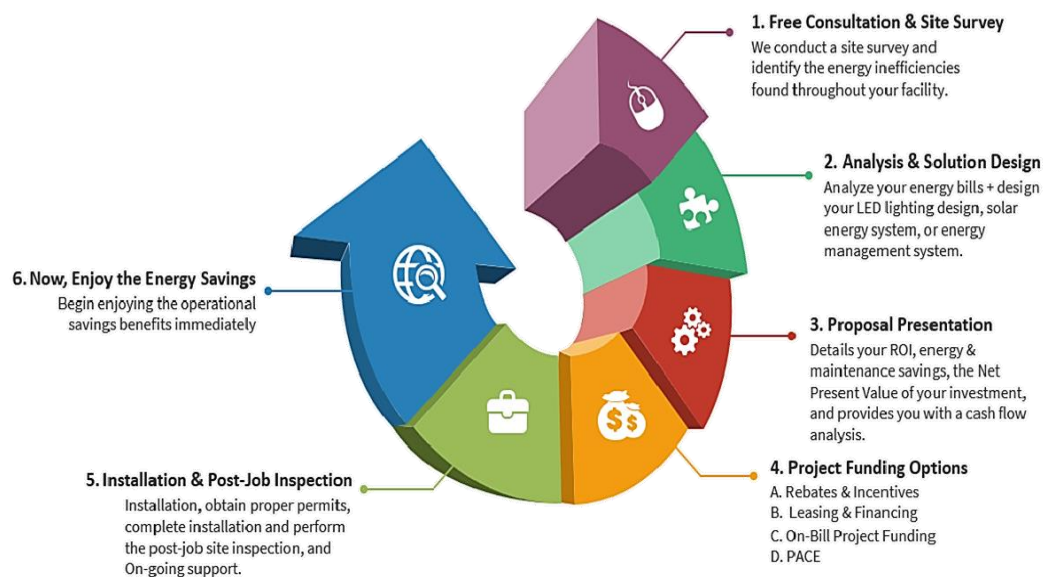 1. Free Consultation & Site Survey
We conduct a site survey and
identify the energy inefficiencies
found throughout your facility.
2. Analysis & Solution Design
Analyze your energy bills + design
your LED lighting design, solar
energy system, or energy
management system.
3. Proposal Presentation
Details your ROI, energy &
maintenance savings, the Net
Present Value of your investment,
and provides you with a cash flow
analysis.
4. Project Funding Options
A. Rebates & Incentives
B. Leasing & Financing
C. On-Bill Project Funding
D. PACE
5. Installation & Post-Job Inspection
Installation, obtain proper permits,
complete installation and perform
the post-job site inspection, and
On-going support.
6. Now, Enjoy the Energy Savings
Begin enjoying the operational
savings benefits immediately
$ $